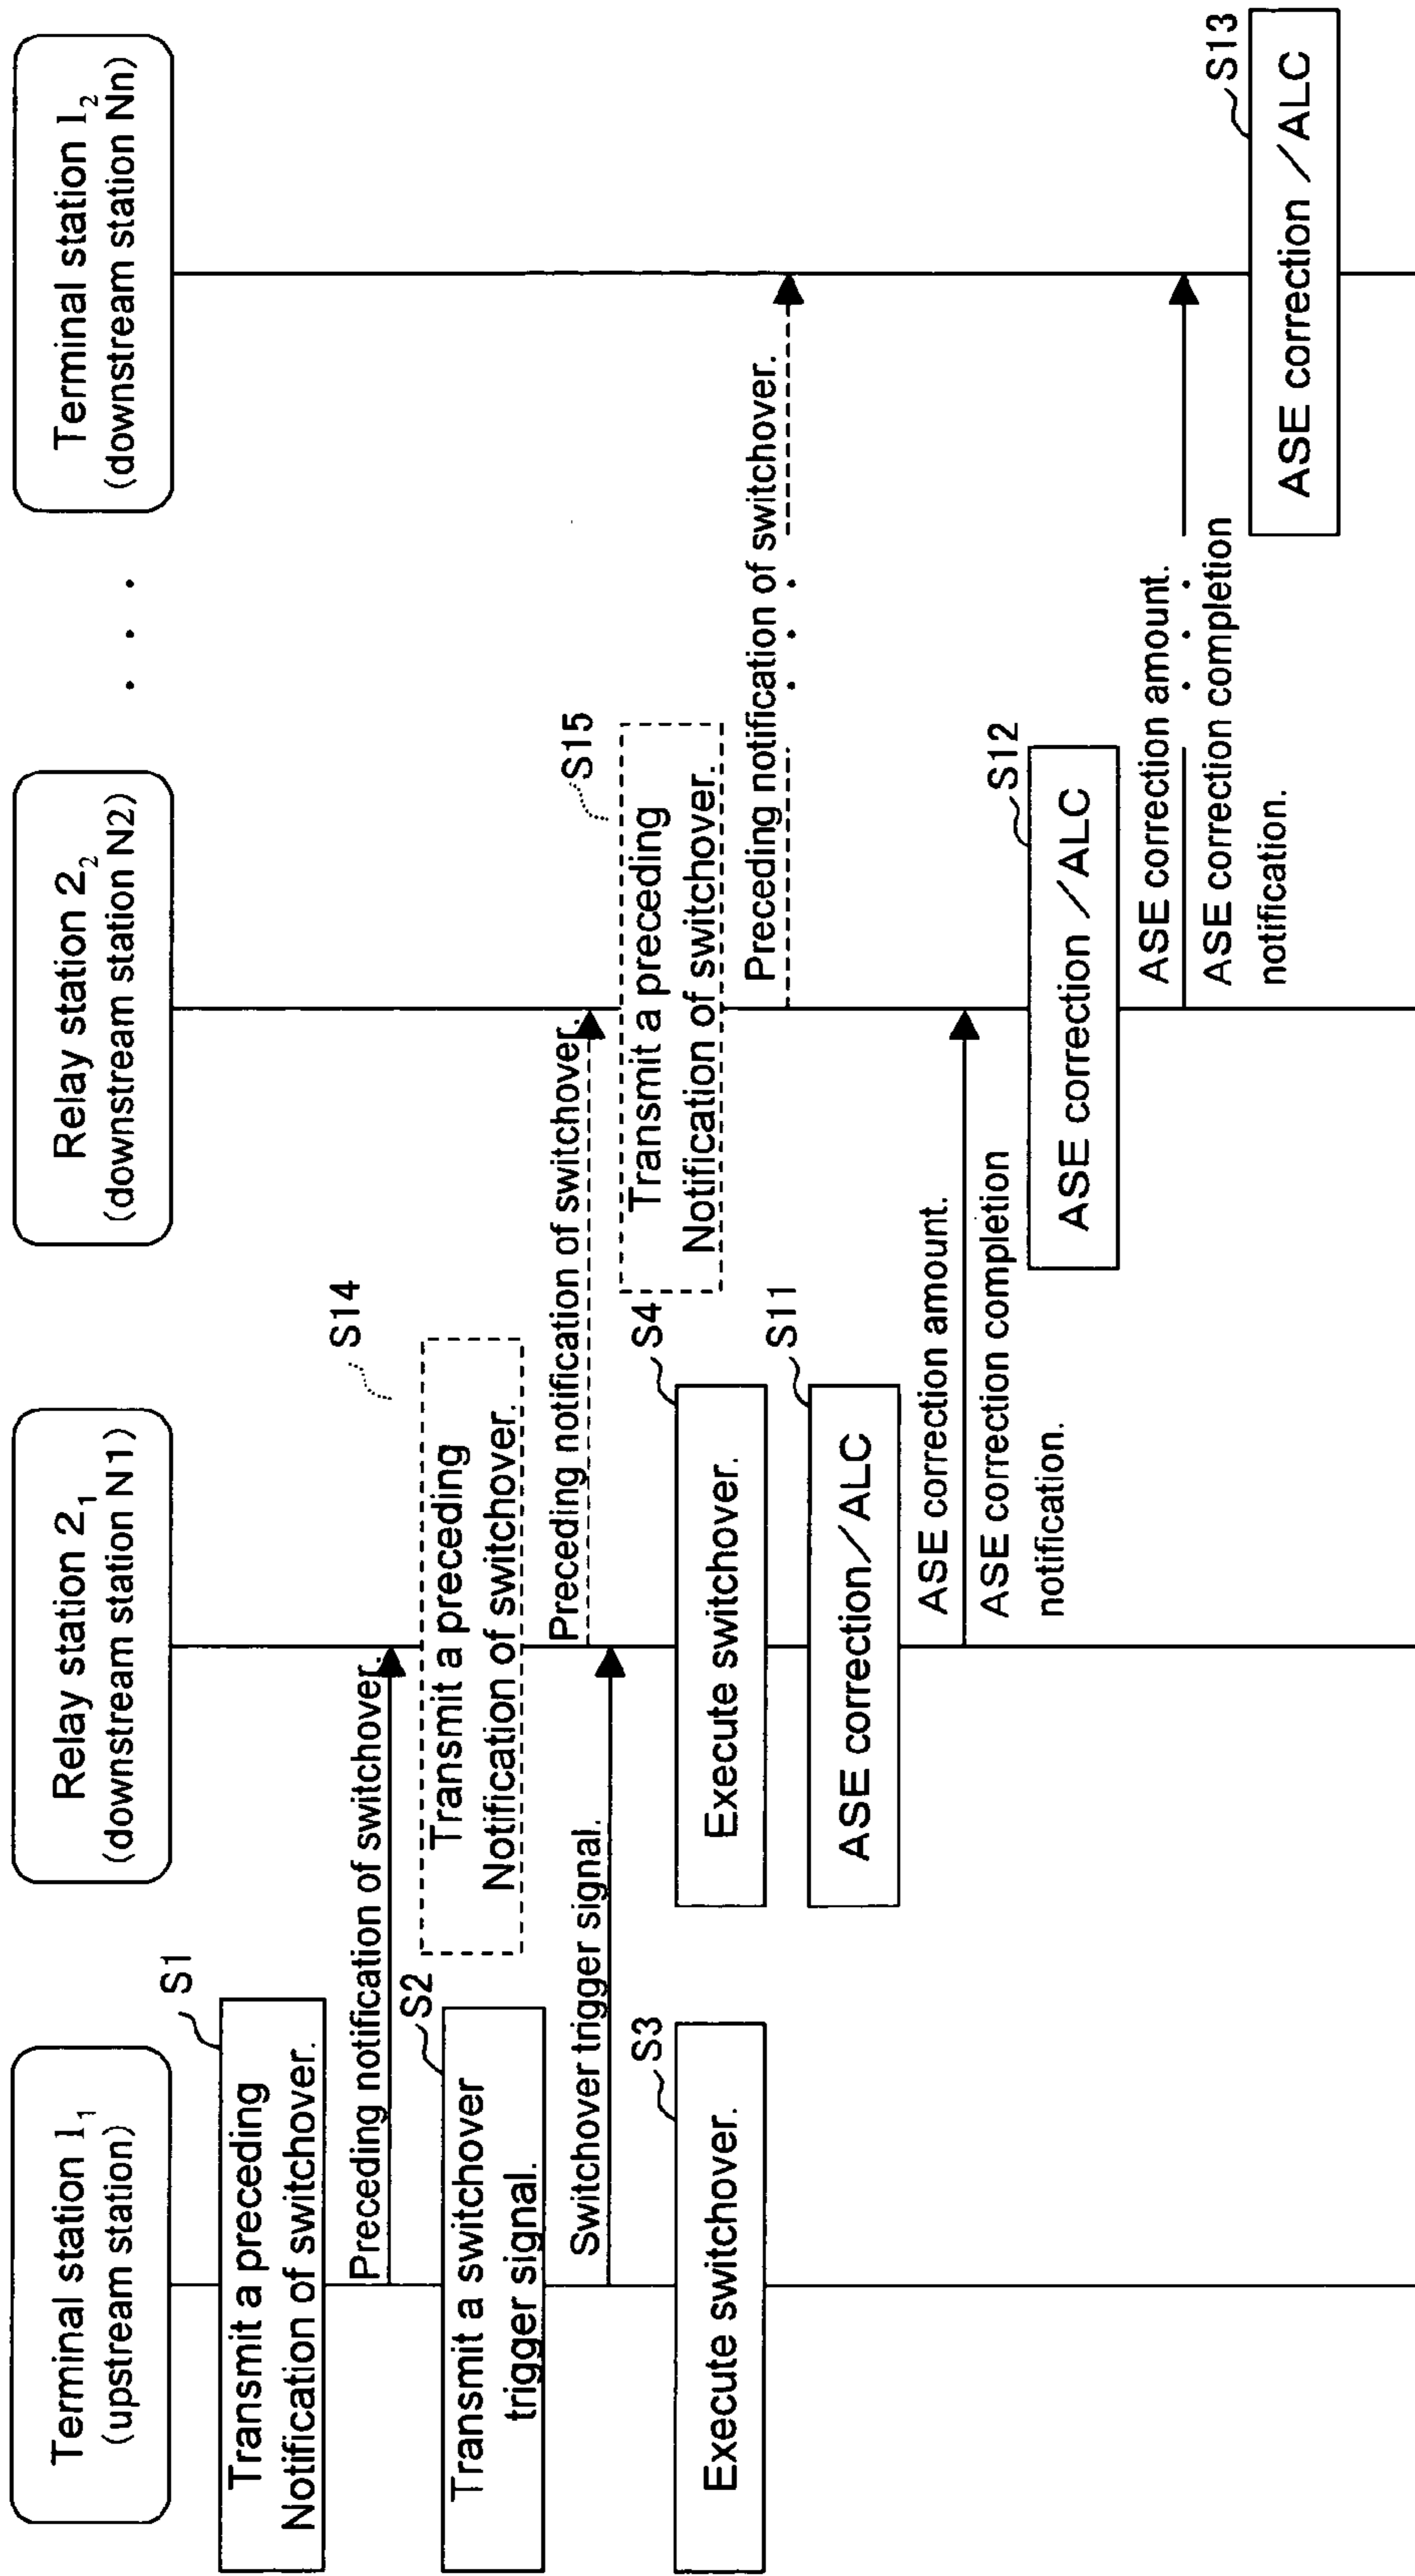 Terminal station 1₁
(upstream station)
Relay station 2₁
(downstream station N1)
Relay station 2₂
(downstream station N2)
. . .
Terminal station 1₂
(downstream station Nn)
S1
Transmit a preceding
Notification of switchover.
Preceding notification of switchover.
S14
Transmit a preceding
Notification of switchover.
S2
Transmit a switchover
trigger signal.
Preceding notification of switchover.
Switchover trigger signal.
S15
Transmit a preceding
Notification of switchover.
S3
Execute switchover.
S4
Execute switchover.
Preceding notification of switchover.
. . .
S11
ASE correction/ALC
ASE correction amount.
ASE correction completion
notification.
S12
ASE correction /ALC
ASE correction amount.
. . .
ASE correction completion
notification.
S13
ASE correction /ALC